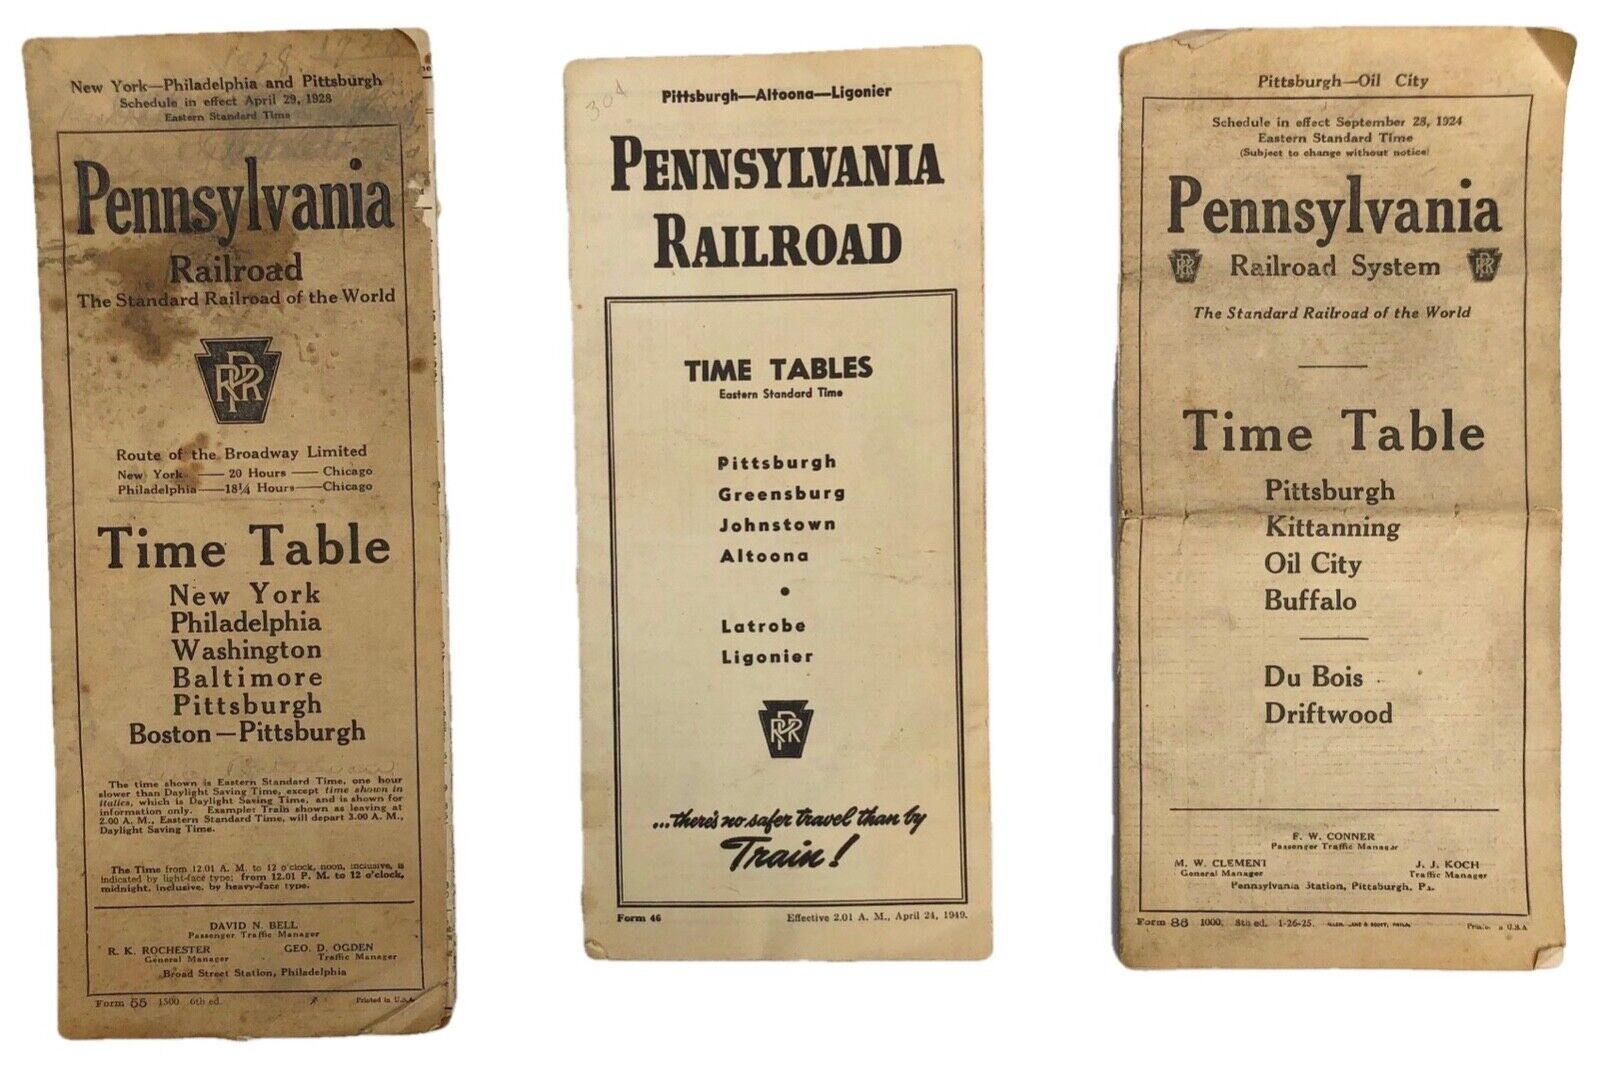 New York—Philadelphia and Pittsburgh
Schedule in effect April 29, 1928
Eastern Standard Time
Pennsylvania
Railroad
The Standard Railroad of the World
PRR
Route of the Broadway Limited
New York — 20 Hours — Chicago
Philadelphia—18¼ Hours—Chicago
Time Table
New York
Philadelphia
Washington
Baltimore
Pittsburgh
Boston—Pittsburgh
The time shown is Eastern Standard Time, one hour
slower than Daylight Saving Time, except time shown in
italics, which is Daylight Saving Time, and is shown for
information only. Example: Train shown as leaving at
2.00 A. M., Eastern Standard Time, will depart 3.00 A. M.,
Daylight Saving Time.
The Time from 12.01 A. M. to 12 o'clock, noon, inclusive, is
indicated by light-face type; from 12.01 P. M. to 12 o'clock,
midnight, inclusive, by heavy-face type.
DAVID N. BELL
Passenger Traffic Manager
R. K. ROCHESTER GEO. D. OGDEN
General Manager Traffic Manager
Broad Street Station, Philadelphia
Form 55 1500 6th ed. Printed in U.S.A.
304
Pittsburgh—Altoona—Ligonier
PENNSYLVANIA
RAILROAD
TIME TABLES
Eastern Standard Time
Pittsburgh
Greensburg
Johnstown
Altoona
•
Latrobe
Ligonier
PRR
...there's no safer travel than by
Train!
Form 46 Effective 2.01 A. M., April 24, 1949.
Pittsburgh—Oil City
Schedule in effect September 28, 1924
Eastern Standard Time
(Subject to change without notice)
Pennsylvania
PRR Railroad System PRR
The Standard Railroad of the World
Time Table
Pittsburgh
Kittanning
Oil City
Buffalo
Du Bois
Driftwood
F. W. CONNER
Passenger Traffic Manager
M. W. CLEMENT J. J. KOCH
General Manager Traffic Manager
Pennsylvania Station, Pittsburgh, Pa.
Form 86 1000. 8th ed. 1-26-25. U.S.A